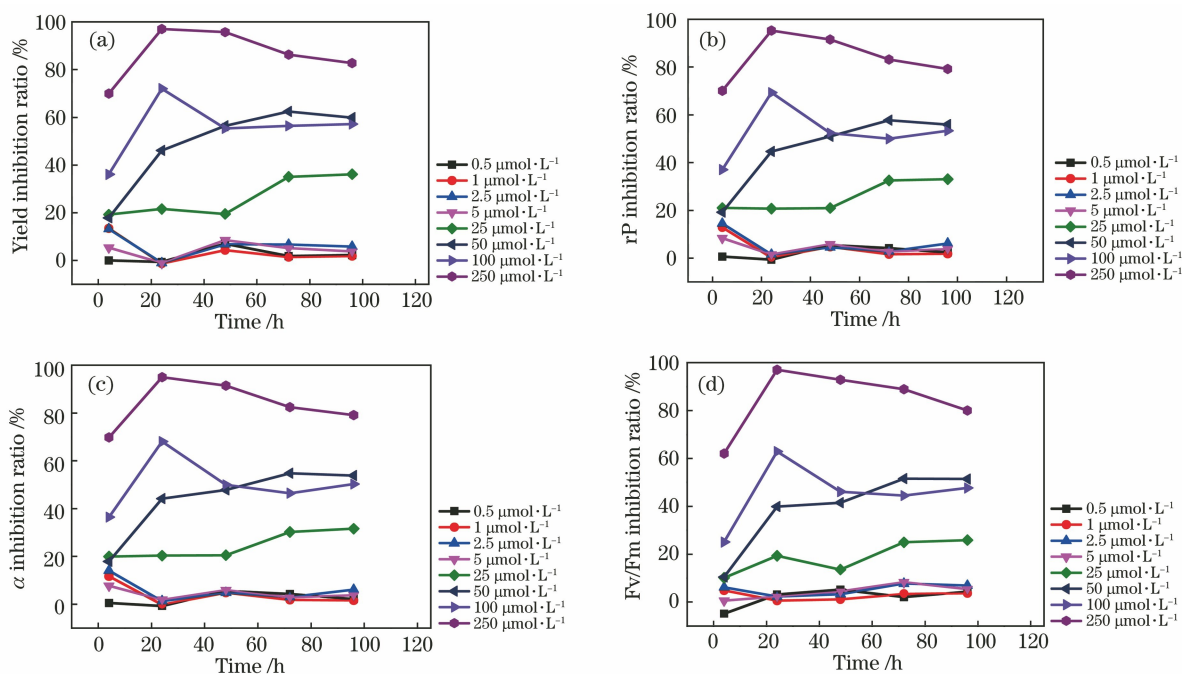 (a)
Yield inhibition ratio /%
100
80
60
40
20
0
0 20 40 60 80 100 120
Time /h
0.5 μmol·L⁻¹
1 μmol·L⁻¹
2.5 μmol·L⁻¹
5 μmol·L⁻¹
25 μmol·L⁻¹
50 μmol·L⁻¹
100 μmol·L⁻¹
250 μmol·L⁻¹
(b)
rP inhibition ratio /%
100
80
60
40
20
0
0 20 40 60 80 100 120
Time /h
0.5 μmol·L⁻¹
1 μmol·L⁻¹
2.5 μmol·L⁻¹
5 μmol·L⁻¹
25 μmol·L⁻¹
50 μmol·L⁻¹
100 μmol·L⁻¹
250 μmol·L⁻¹
(c)
α inhibition ratio /%
100
80
60
40
20
0
0 20 40 60 80 100 120
Time /h
0.5 μmol·L⁻¹
1 μmol·L⁻¹
2.5 μmol·L⁻¹
5 μmol·L⁻¹
25 μmol·L⁻¹
50 μmol·L⁻¹
100 μmol·L⁻¹
250 μmol·L⁻¹
(d)
Fv/Fm inhibition ratio /%
100
80
60
40
20
0
0 20 40 60 80 100 120
Time /h
0.5 μmol·L⁻¹
1 μmol·L⁻¹
2.5 μmol·L⁻¹
5 μmol·L⁻¹
25 μmol·L⁻¹
50 μmol·L⁻¹
100 μmol·L⁻¹
250 μmol·L⁻¹